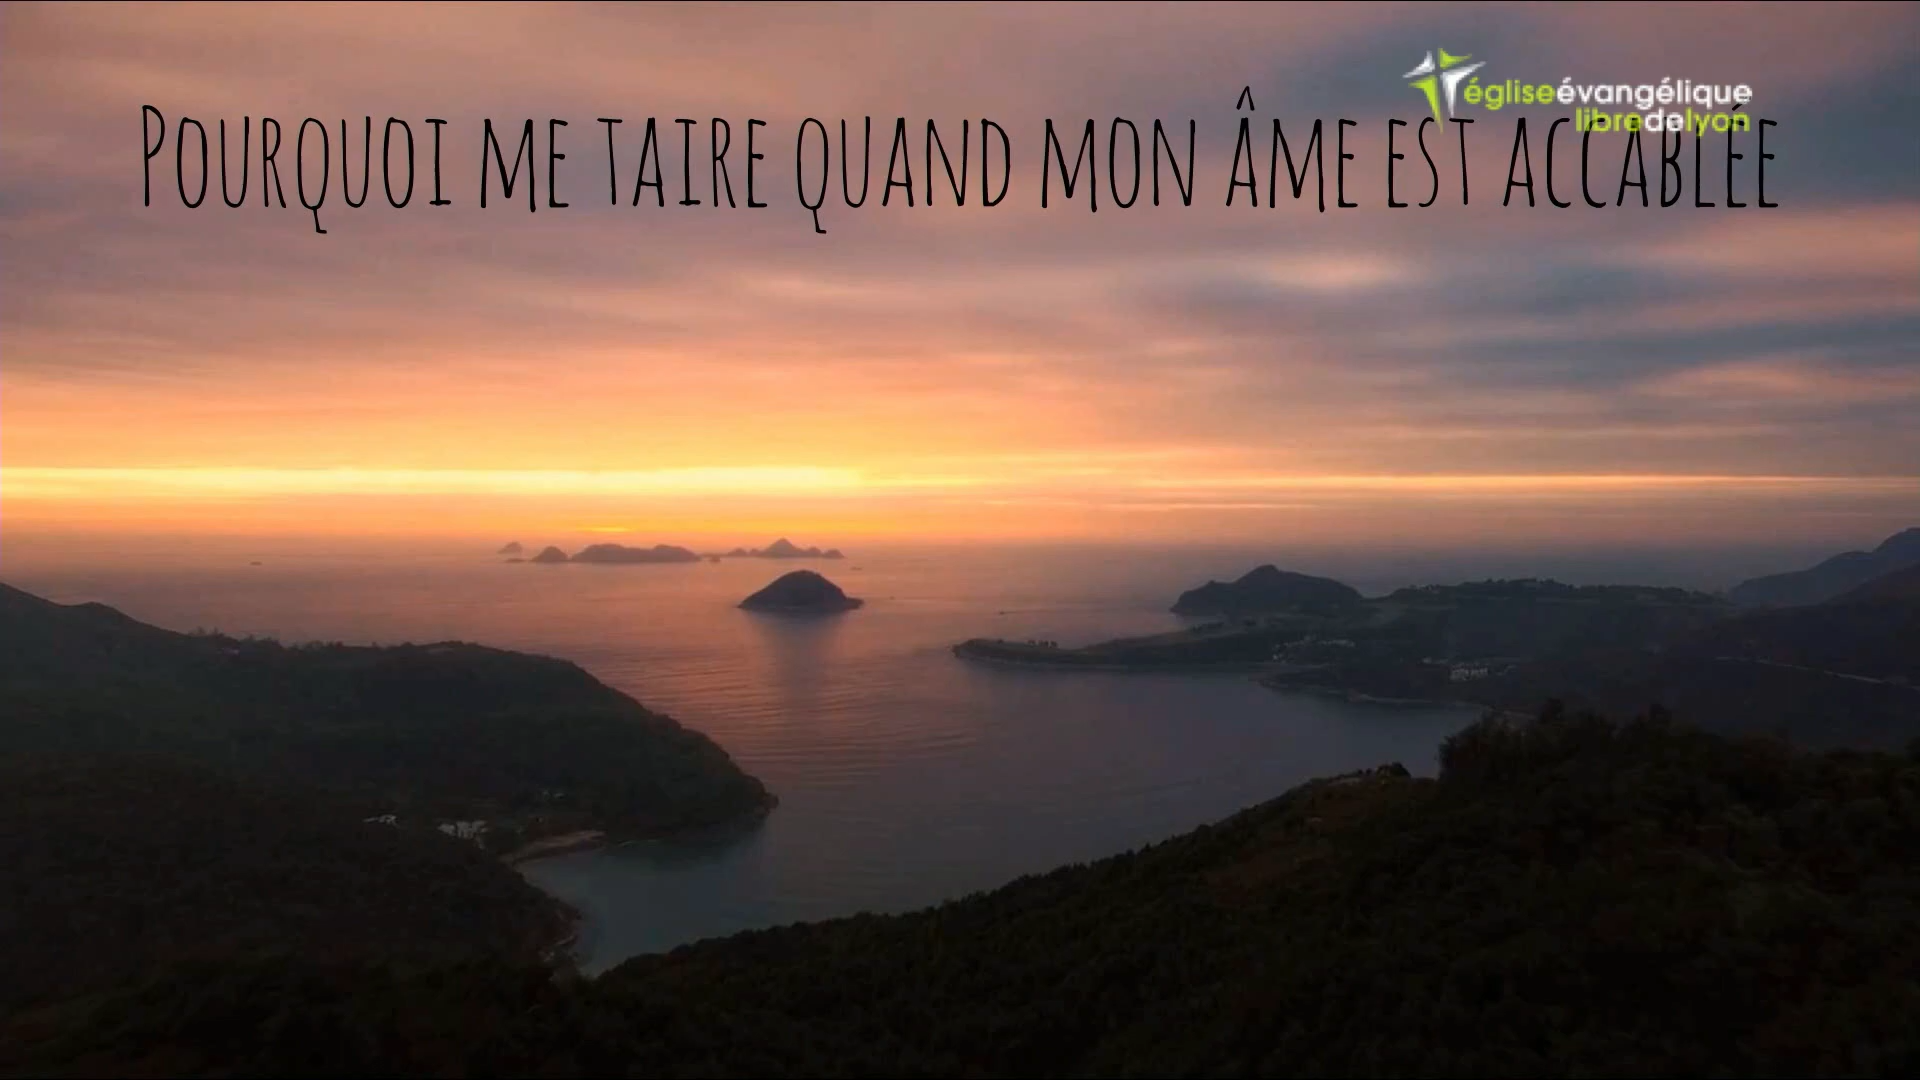 égliseévangélique
libredelyon
Pourquoi me taire quand mon âme est accablée